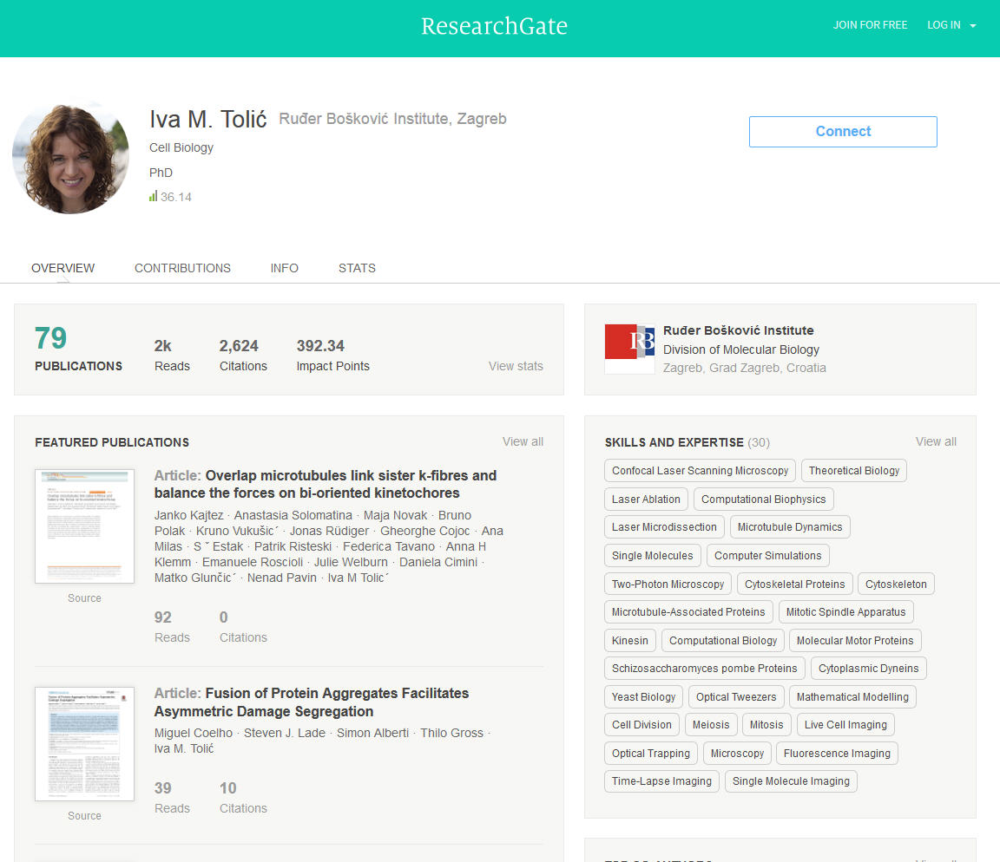 ResearchGate
JOIN FOR FREE
LOG IN
Iva M. Tolić
Ruđer Bošković Institute, Zagreb
Cell Biology
PhD
36.14
Connect
OVERVIEW
CONTRIBUTIONS
INFO
STATS
79
PUBLICATIONS
2k
Reads
2,624
Citations
392.34
Impact Points
View stats
RB
Ruđer Bošković Institute
Division of Molecular Biology
Zagreb, Grad Zagreb, Croatia
FEATURED PUBLICATIONS
View all
Article: Overlap microtubules link sister k-fibres and
balance the forces on bi-oriented kinetochores
Janko Kajtez · Anastasia Solomatina · Maja Novak · Bruno
Polak · Kruno Vukušic´ · Jonas Rüdiger · Gheorghe Cojoc · Ana
Milas · S ˇ Estak · Patrik Risteski · Federica Tavano · Anna H
Klemm · Emanuele Roscioli · Julie Welburn · Daniela Cimini ·
Matko Glunčic´ · Nenad Pavin · Iva M Tolic´
Source
92
Reads
0
Citations
Article: Fusion of Protein Aggregates Facilitates
Asymmetric Damage Segregation
Miguel Coelho · Steven J. Lade · Simon Alberti · Thilo Gross ·
Iva M. Tolić
Source
39
Reads
10
Citations
SKILLS AND EXPERTISE (30)
View all
Confocal Laser Scanning Microscopy
Theoretical Biology
Laser Ablation
Computational Biophysics
Laser Microdissection
Microtubule Dynamics
Single Molecules
Computer Simulations
Two-Photon Microscopy
Cytoskeletal Proteins
Cytoskeleton
Microtubule-Associated Proteins
Mitotic Spindle Apparatus
Kinesin
Computational Biology
Molecular Motor Proteins
Schizosaccharomyces pombe Proteins
Cytoplasmic Dyneins
Yeast Biology
Optical Tweezers
Mathematical Modelling
Cell Division
Meiosis
Mitosis
Live Cell Imaging
Optical Trapping
Microscopy
Fluorescence Imaging
Time-Lapse Imaging
Single Molecule Imaging